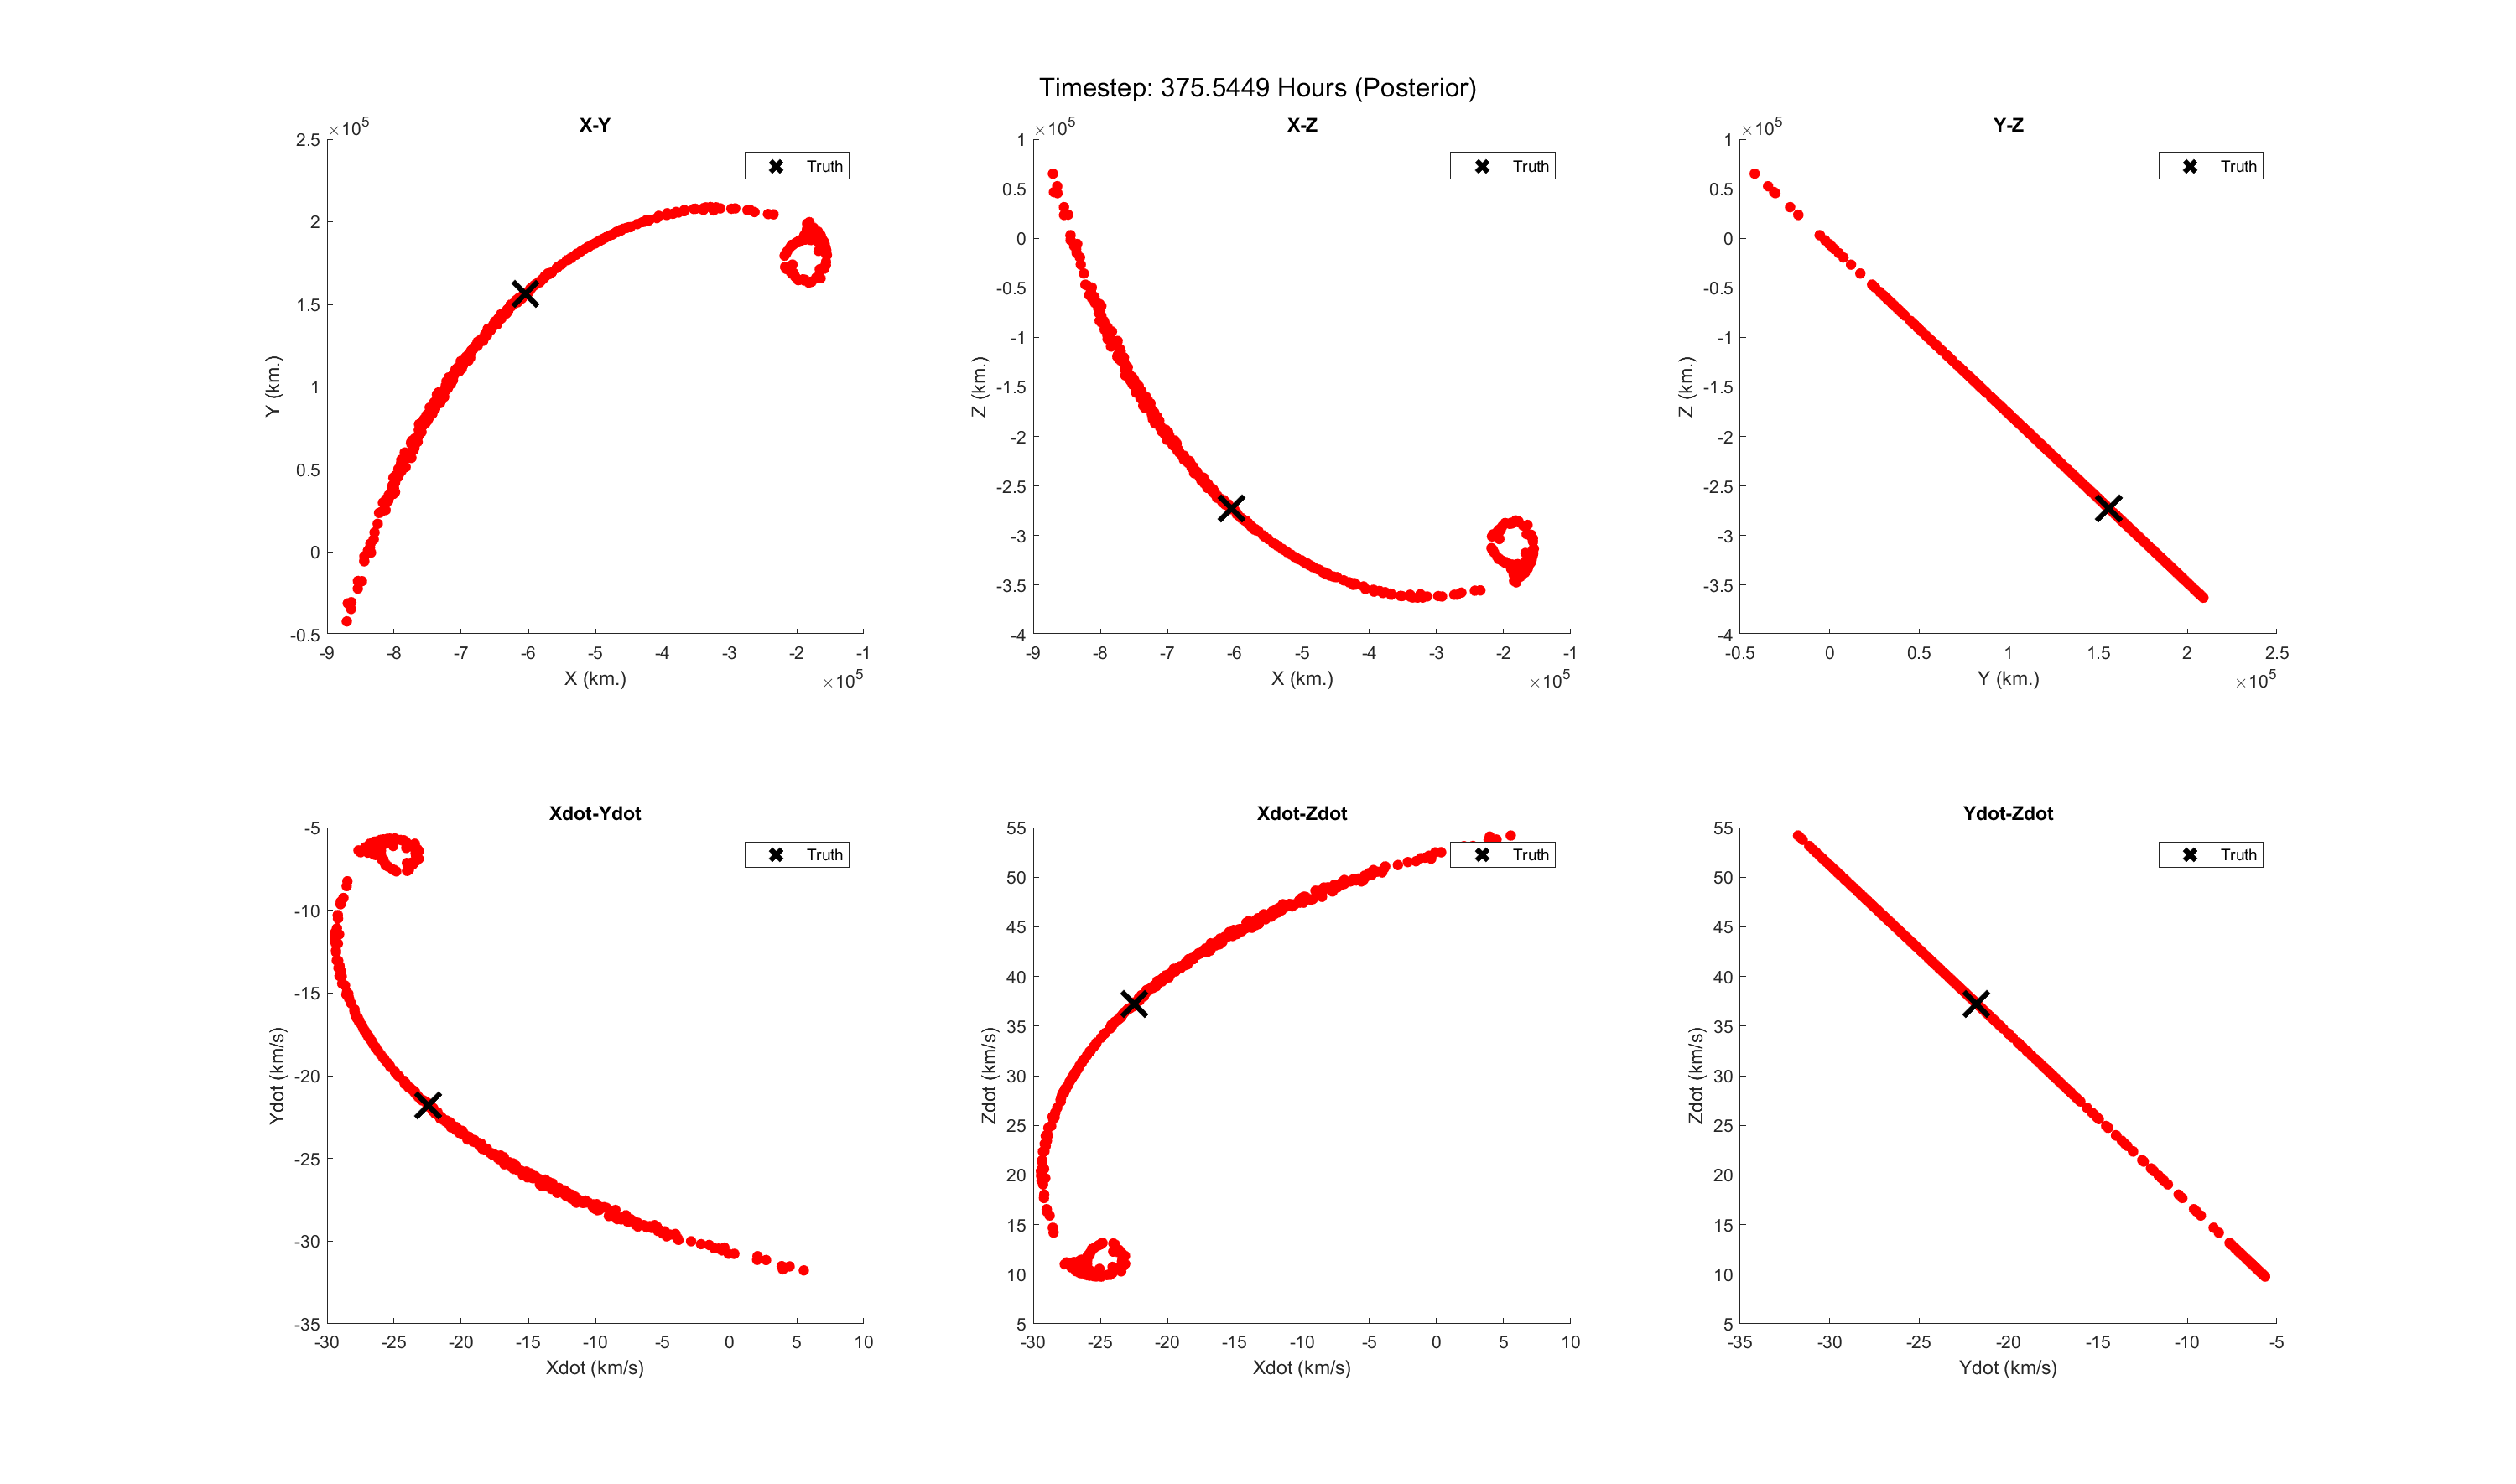 Timestep: 375.5449 Hours (Posterior)
X-Y
×10^5
2.5
2
1.5
1
0.5
0
-0.5
Y (km.)
-9 -8 -7 -6 -5 -4 -3 -2 -1
X (km.)
×10^5
Truth
X-Z
×10^5
1
0.5
0
-0.5
-1
-1.5
-2
-2.5
-3
-3.5
-4
Z (km.)
-9 -8 -7 -6 -5 -4 -3 -2 -1
X (km.)
×10^5
Truth
Y-Z
×10^5
1
0.5
0
-0.5
-1
-1.5
-2
-2.5
-3
-3.5
-4
Z (km.)
-0.5 0 0.5 1 1.5 2 2.5
Y (km.)
×10^5
Truth
Xdot-Ydot
-5
-10
-15
-20
-25
-30
-35
Ydot (km/s)
-30 -25 -20 -15 -10 -5 0 5 10
Xdot (km/s)
Truth
Xdot-Zdot
55
50
45
40
35
30
25
20
15
10
5
Zdot (km/s)
-30 -25 -20 -15 -10 -5 0 5 10
Xdot (km/s)
Truth
Ydot-Zdot
55
50
45
40
35
30
25
20
15
10
5
Zdot (km/s)
-35 -30 -25 -20 -15 -10 -5
Ydot (km/s)
Truth